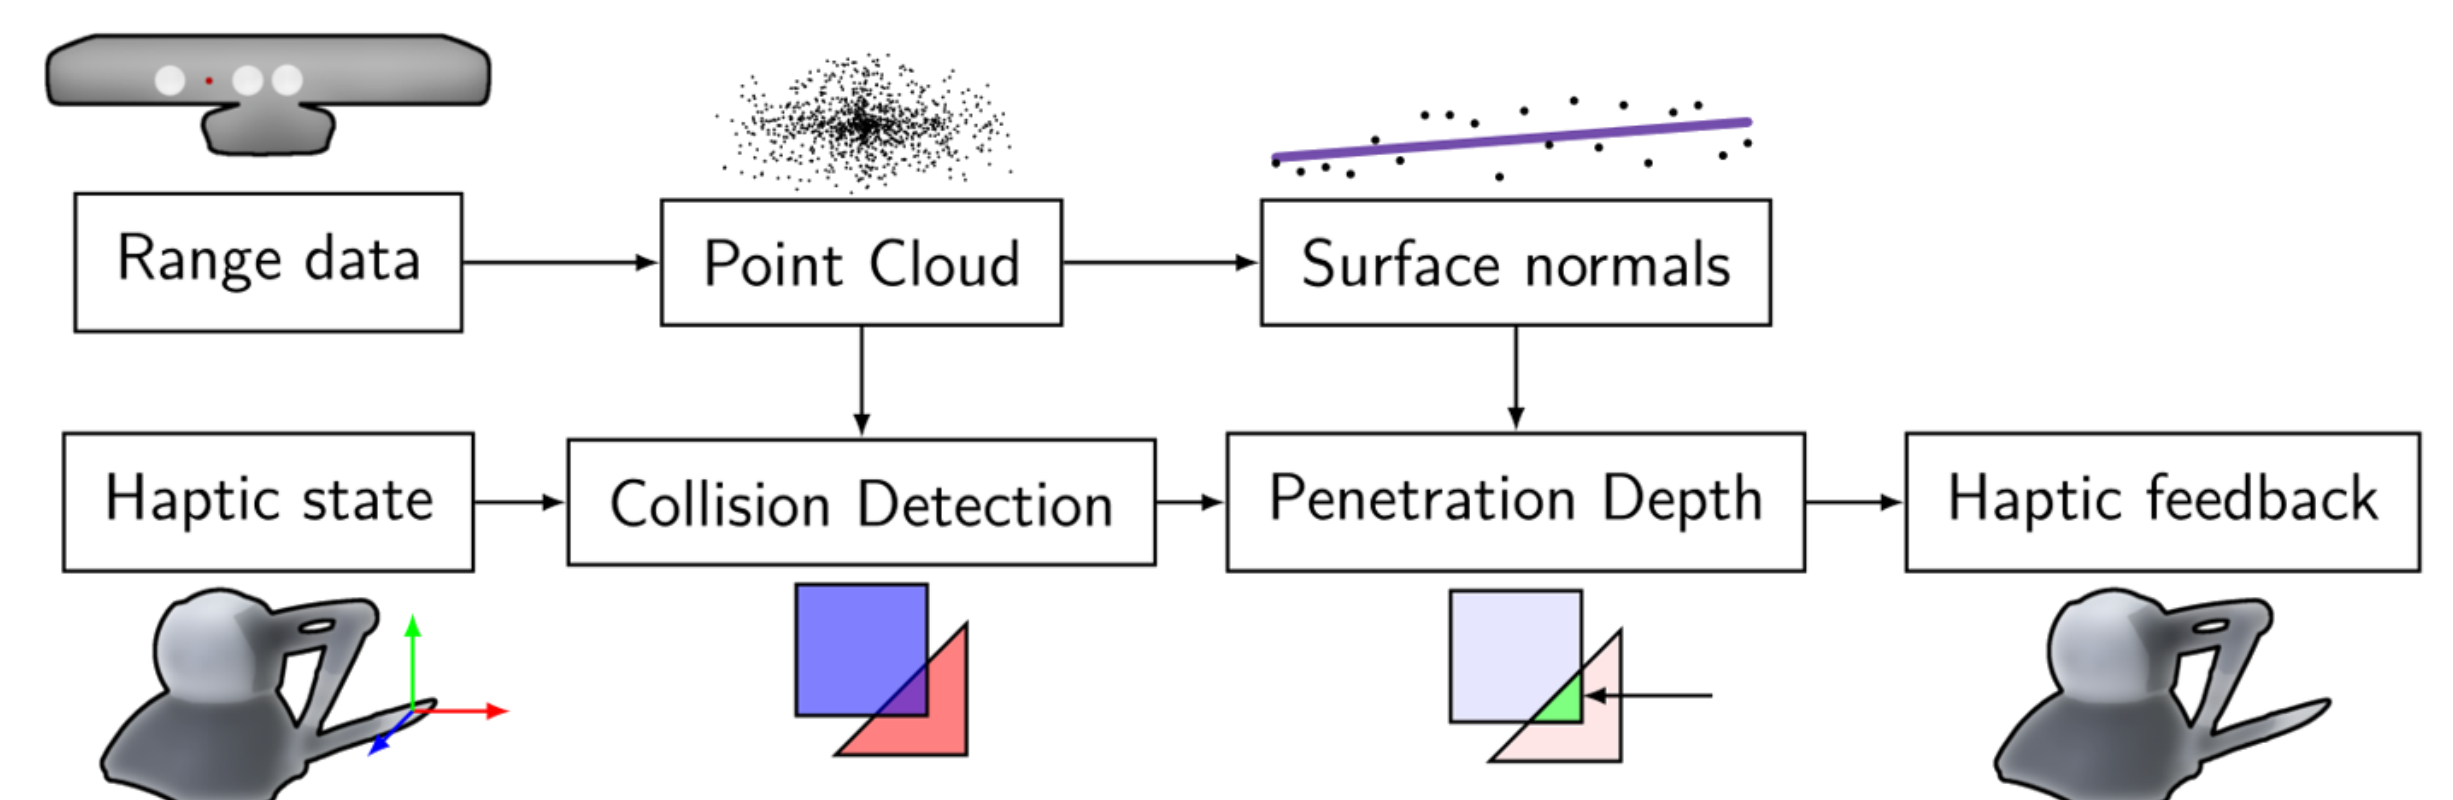 Range data
Point Cloud
Surface normals
Haptic state
Collision Detection
Penetration Depth
Haptic feedback